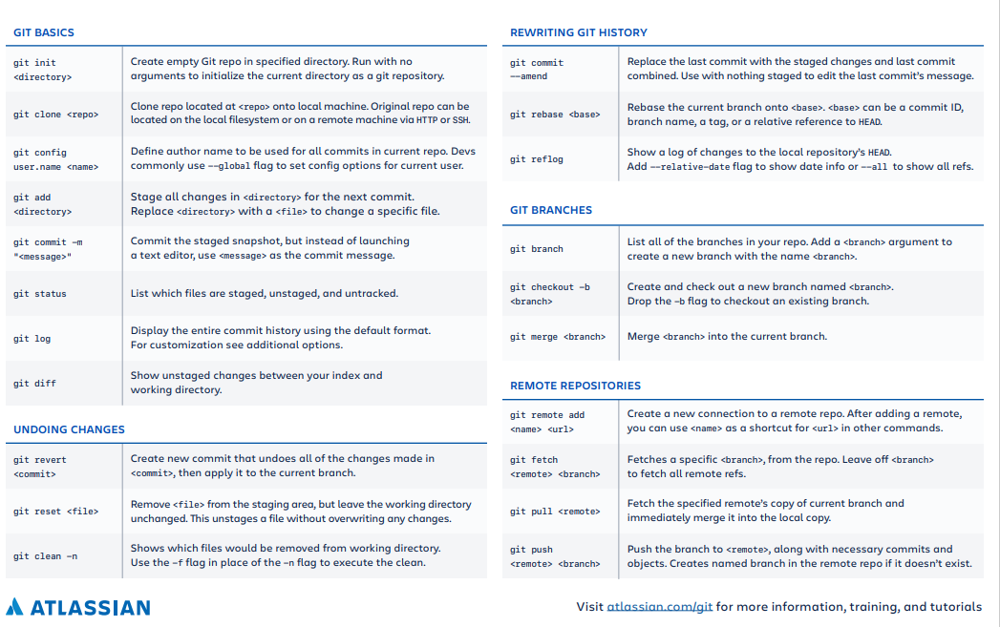 GIT BASICS
git init
<directory>
Create empty Git repo in specified directory. Run with no
arguments to initialize the current directory as a git repository.
git clone <repo>
Clone repo located at <repo> onto local machine. Original repo can be
located on the local filesystem or on a remote machine via HTTP or SSH.
git config
user.name <name>
Define author name to be used for all commits in current repo. Devs
commonly use --global flag to set config options for current user.
git add
<directory>
Stage all changes in <directory> for the next commit.
Replace <directory> with a <file> to change a specific file.
git commit -m
"<message>"
Commit the staged snapshot, but instead of launching
a text editor, use <message> as the commit message.
git status
List which files are staged, unstaged, and untracked.
git log
Display the entire commit history using the default format.
For customization see additional options.
git diff
Show unstaged changes between your index and
working directory.
UNDOING CHANGES
git revert
<commit>
Create new commit that undoes all of the changes made in
<commit>, then apply it to the current branch.
git reset <file>
Remove <file> from the staging area, but leave the working directory
unchanged. This unstages a file without overwriting any changes.
git clean -n
Shows which files would be removed from working directory.
Use the -f flag in place of the -n flag to execute the clean.
REWRITING GIT HISTORY
git commit
--amend
Replace the last commit with the staged changes and last commit
combined. Use with nothing staged to edit the last commit's message.
git rebase <base>
Rebase the current branch onto <base>. <base> can be a commit ID,
branch name, a tag, or a relative reference to HEAD.
git reflog
Show a log of changes to the local repository's HEAD.
Add --relative-date flag to show date info or --all to show all refs.
GIT BRANCHES
git branch
List all of the branches in your repo. Add a <branch> argument to
create a new branch with the name <branch>.
git checkout -b
<branch>
Create and check out a new branch named <branch>.
Drop the -b flag to checkout an existing branch.
git merge <branch>
Merge <branch> into the current branch.
REMOTE REPOSITORIES
git remote add
<name> <url>
Create a new connection to a remote repo. After adding a remote,
you can use <name> as a shortcut for <url> in other commands.
git fetch
<remote> <branch>
Fetches a specific <branch>, from the repo. Leave off <branch>
to fetch all remote refs.
git pull <remote>
Fetch the specified remote's copy of current branch and
immediately merge it into the local copy.
git push
<remote> <branch>
Push the branch to <remote>, along with necessary commits and
objects. Creates named branch in the remote repo if it doesn't exist.
ATLASSIAN
Visit atlassian.com/git for more information, training, and tutorials